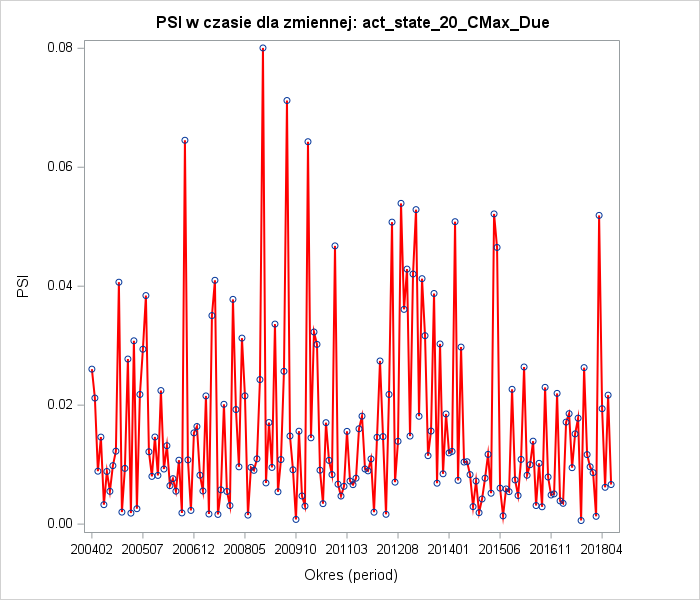 PSI w czasie dla zmiennej: act_state_20_CMax_Due
0.08
0.06
0.04
0.02
0.00
PSI
200402 200507 200612 200805 200910 201103 201208 201401 201506 201611 201804
Okres (period)